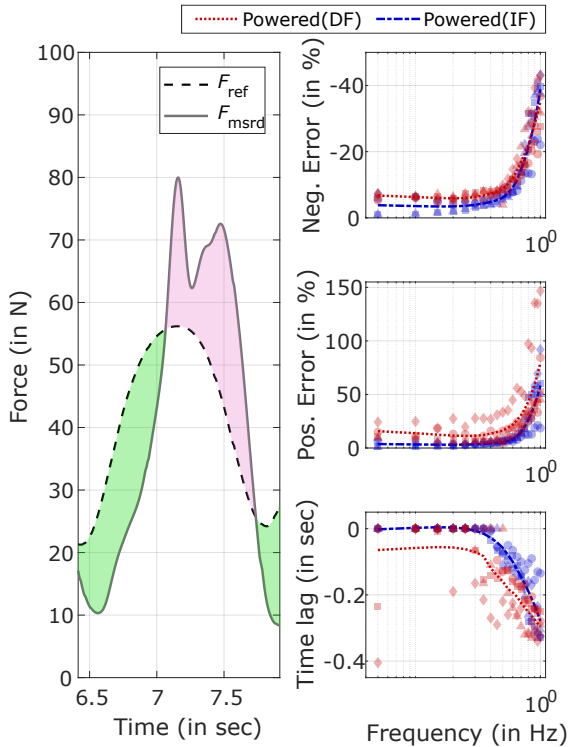 Powered(DF) Powered(IF)
F_ref
F_msrd
Force (in N)
100
90
80
70
60
50
40
30
20
10
0
6.5 7 7.5
Time (in sec)
Neg. Error (in %)
-40
-20
0
10^0
Pos. Error (in %)
150
100
50
0
10^0
Time lag (in sec)
0
-0.2
-0.4
10^0
Frequency (in Hz)